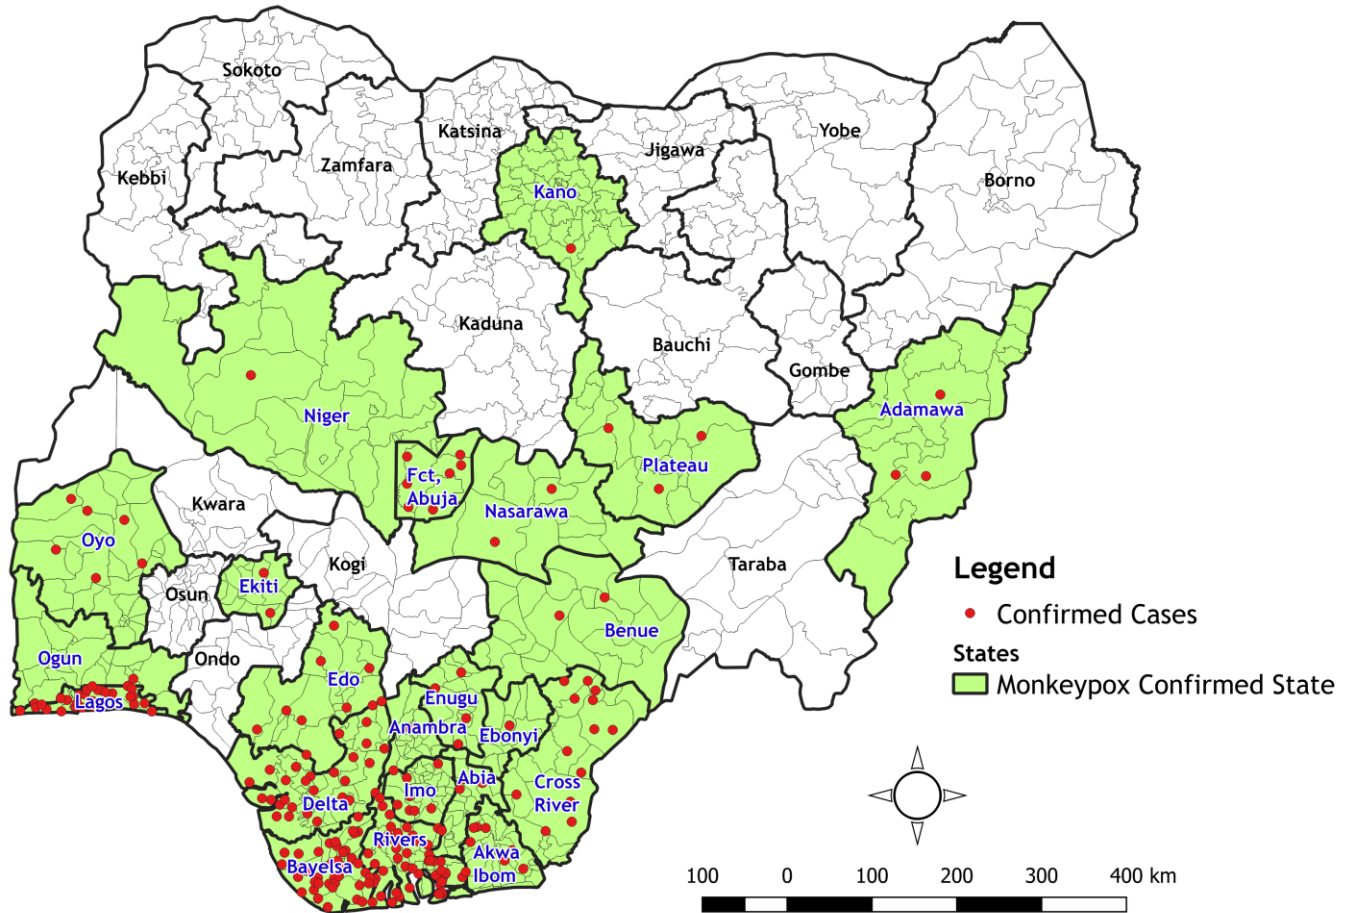 Sokoto
Katsina
Yobe
Jigawa
Zamfara
Kebbi
Borno
Kano
Kaduna
Bauchi
Gombe
Niger
Adamawa
Plateau
Fct,
Abuja
Nasarawa
Kwara
Oyo
Kogi
Taraba
Ekiti
Osun
Benue
Ogun
Ondo
Edo
Lagos
Enugu
Anambra
Ebonyi
Abia
Imo
Cross
River
Delta
Rivers
Akwa
Ibom
Bayelsa
Legend
Confirmed Cases
States
Monkeypox Confirmed State
100 0 100 200 300 400 km